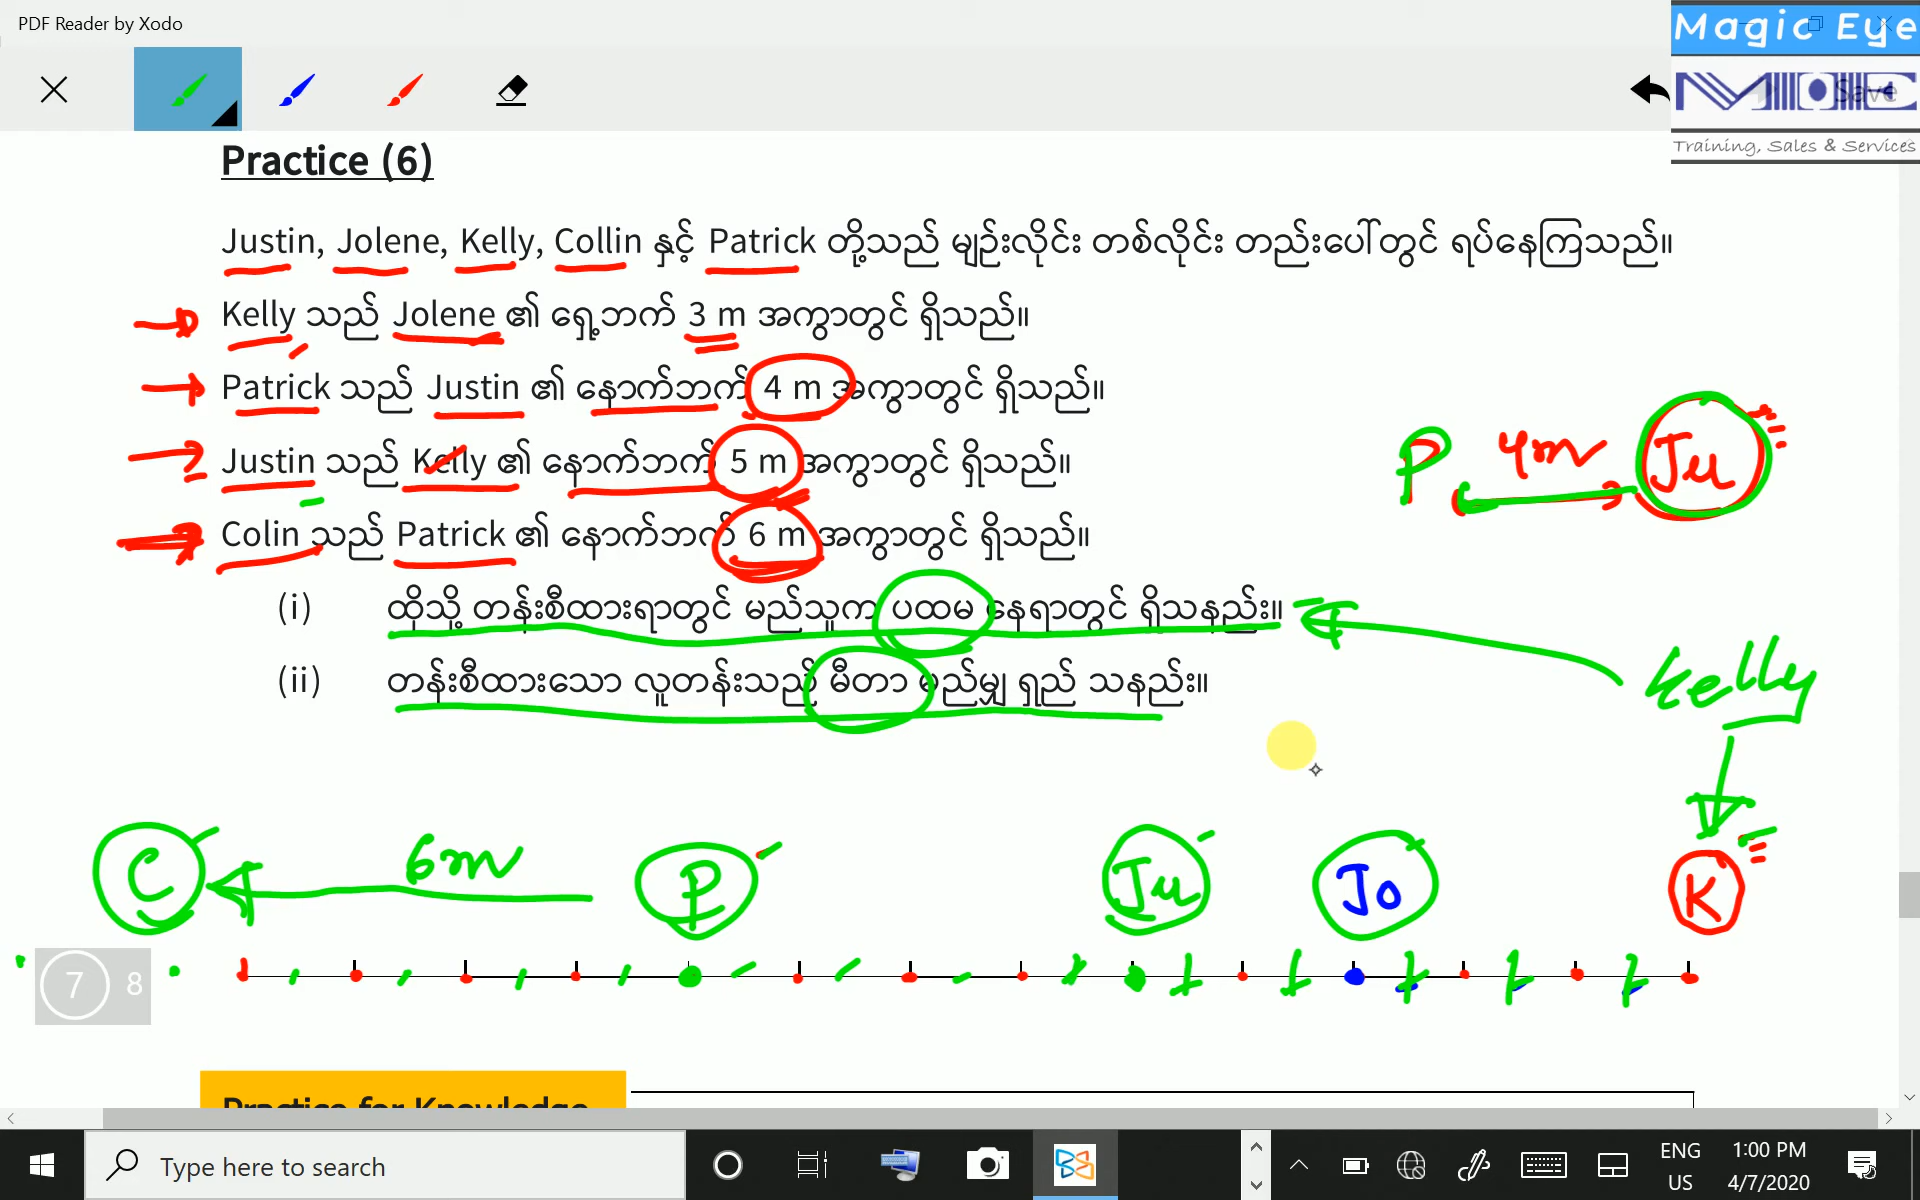 PDF Reader by Xodo
Magic Eye
Training, Sales & Services
Practice (6)
Justin, Jolene, Kelly, Collin နှင့် Patrick တို့သည် မျဉ်းလိုင်း တစ်လိုင်း တည်းပေါ်တွင် ရပ်နေကြသည်။
Kelly သည် Jolene ၏ ရှေ့ဘက် 3 m အကွာတွင် ရှိသည်။
Patrick သည် Justin ၏ နောက်ဘက် 4 m အကွာတွင် ရှိသည်။
Justin သည် Kelly ၏ နောက်ဘက် 5 m အကွာတွင် ရှိသည်။
Colin သည် Patrick ၏ နောက်ဘက် 6 m အကွာတွင် ရှိသည်။
P 4m Ju
(i) ထိုသို့ တန်းစီထားရာတွင် မည်သူက ပထမ နေရာတွင် ရှိသနည်း။
(ii) တန်းစီထားသော လူတန်းသည် မီတာ မည်မျှ ရှည် သနည်း။
Kelly
C 6m P Ju Jo K
7 8
Practice for Knowledge
Type here to search
ENG
US
1:00 PM
4/7/2020